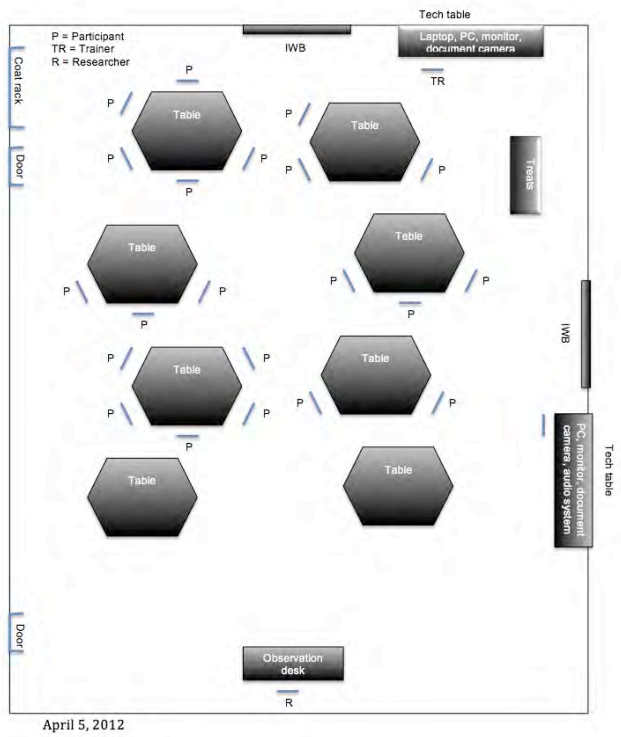 Tech table
P = Participant
TR = Trainer
R = Researcher
IWB
Laptop, PC, monitor,
document camera
TR
Coat rack
Door
P
P
Table
P
P
P
P
Table
P
P
Treats
Table
P
P
P
Table
P
P
P
IWB
P
P
Table
P
P
P
Table
P
P
PC, monitor, document
camera, audio system
Tech table
Table
Table
Door
Observation
desk
R
April 5, 2012